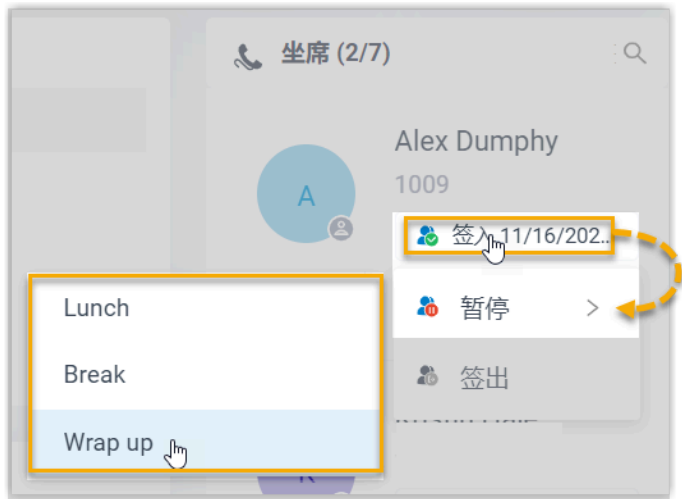 坐席 (2/7)
Alex Dumphy
A
1009
签入 11/16/202..
Lunch
暂停
Break
签出
Wrap up